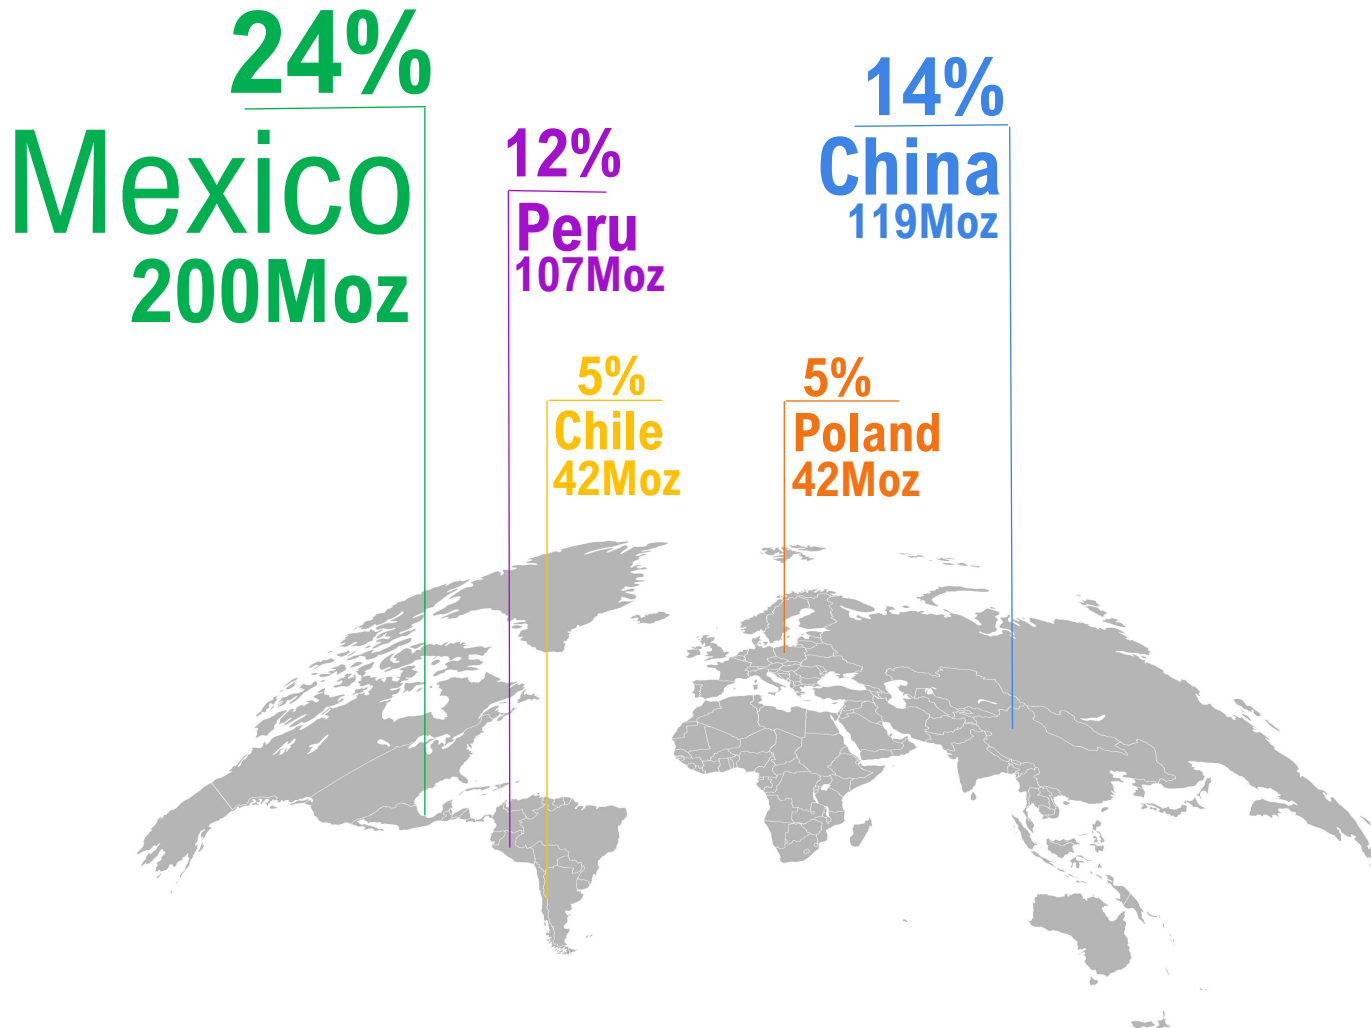 24%
Mexico
200Moz
12%
Peru
107Moz
14%
China
119Moz
5%
Chile
42Moz
5%
Poland
42Moz